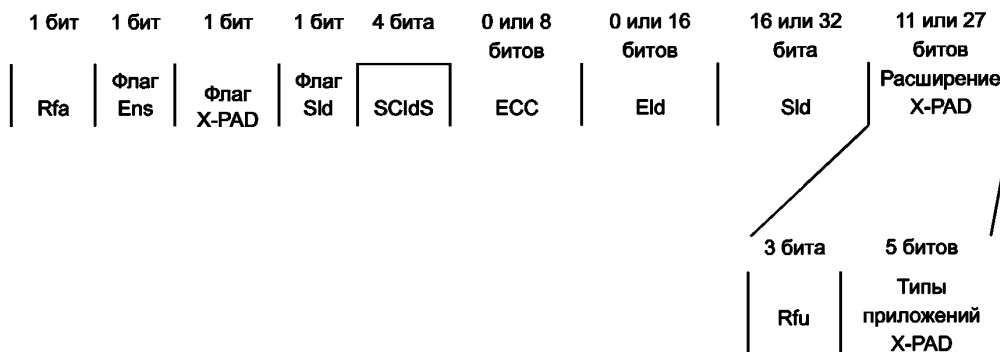 1 бит 1 бит 1 бит 1 бит 4 бита 0 или 8 0 или 16 16 или 32 11 или 27
битов битов бита битов
Флаг Флаг Расширение
Rfa Ens Флаг SId SCIdS ECC EId SId X-PAD
X-PAD
3 бита 5 битов
Типы
Rfu приложений
X-PAD